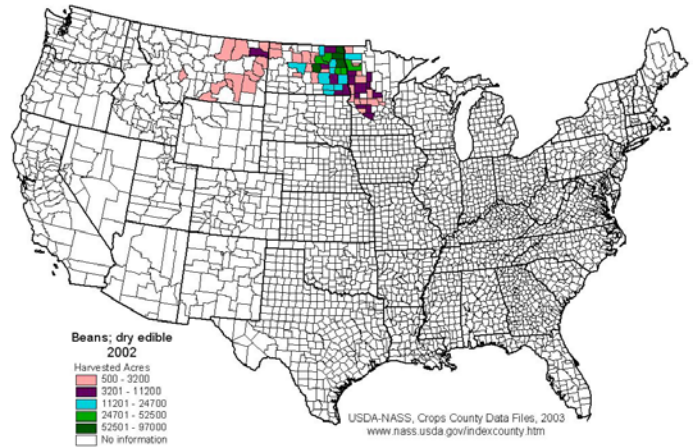 Beans; dry edible
2002
Harvested Acres
500 - 3200
3201 - 11200
11201 - 24700
24701 - 52500
52501 - 97000
No information
USDA-NASS, Crops County Data Files, 2003
www.nass.usda.gov/indexcounty.htm